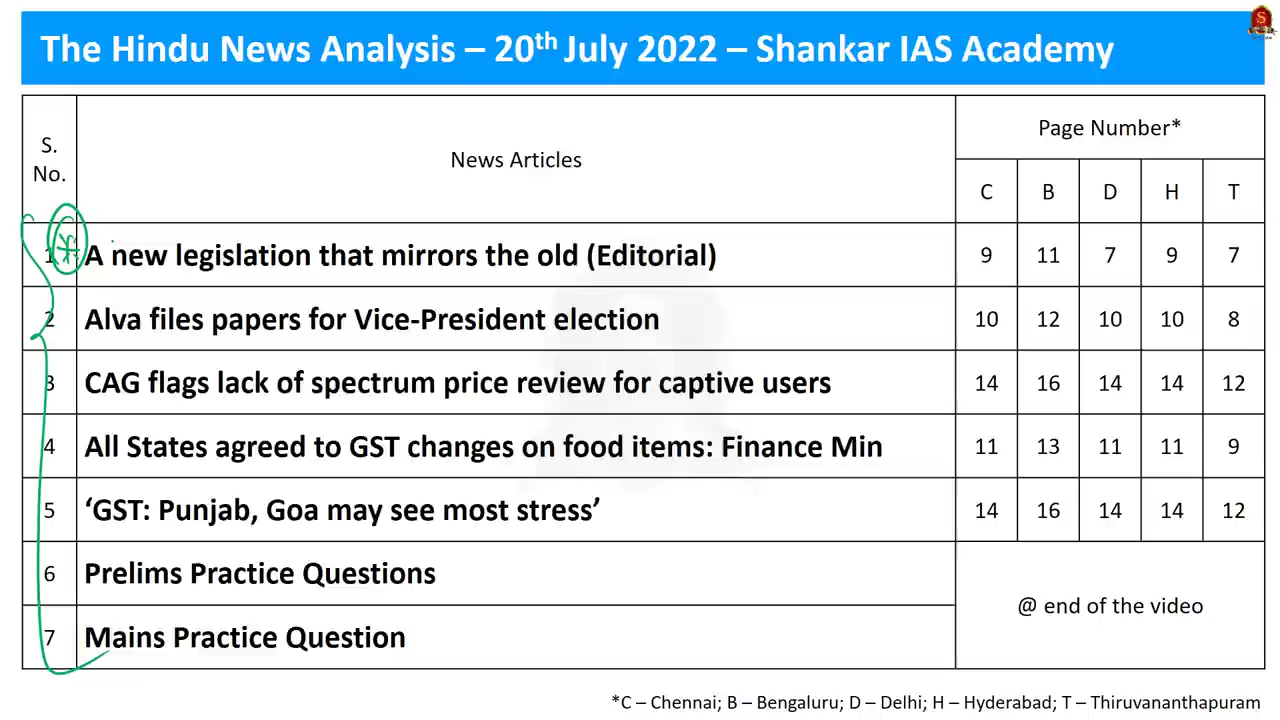 The Hindu News Analysis – 20th July 2022 – Shankar IAS Academy
S. No. News Articles Page Number*
C B D H T
1 A new legislation that mirrors the old (Editorial) 9 11 7 9 7
2 Alva files papers for Vice-President election 10 12 10 10 8
3 CAG flags lack of spectrum price review for captive users 14 16 14 14 12
4 All States agreed to GST changes on food items: Finance Min 11 13 11 11 9
5 ‘GST: Punjab, Goa may see most stress’ 14 16 14 14 12
6 Prelims Practice Questions @ end of the video
7 Mains Practice Question
*C – Chennai; B – Bengaluru; D – Delhi; H – Hyderabad; T – Thiruvananthapuram